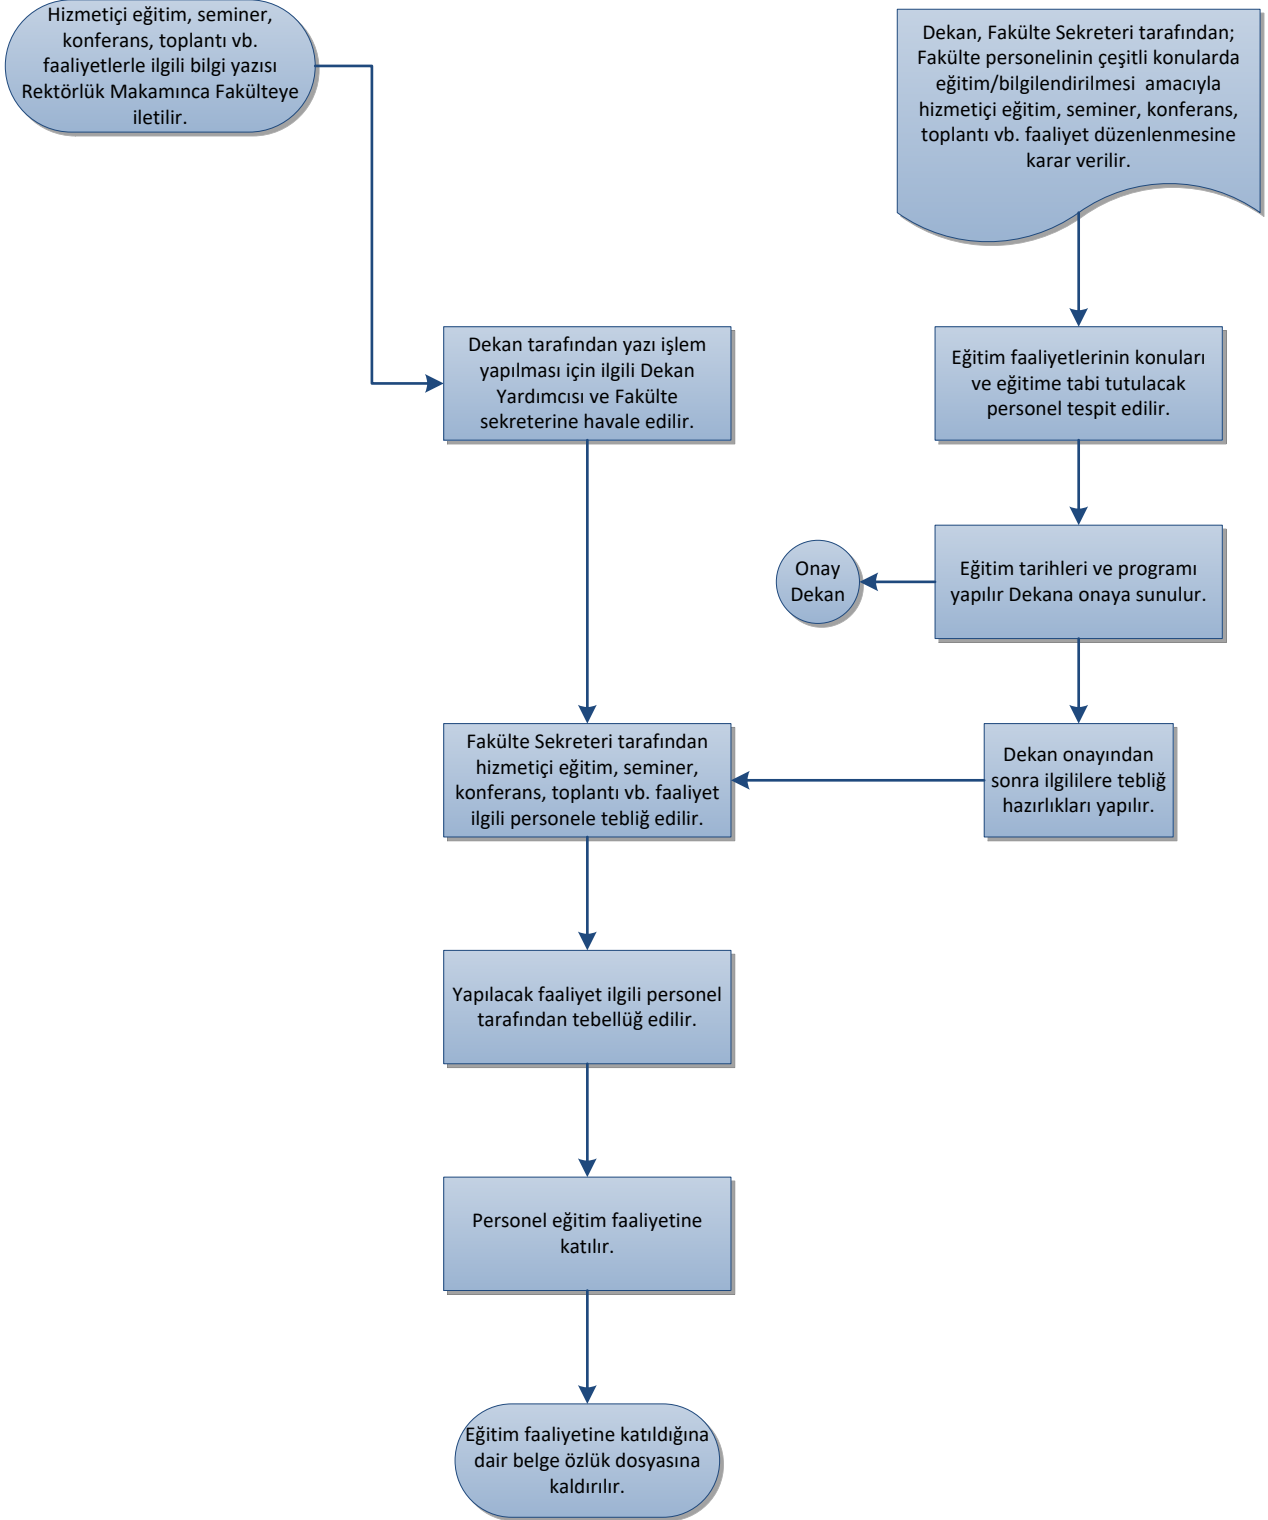 Hizmetiçi eğitim, seminer,
konferans, toplantı vb.
faaliyetlerle ilgili bilgi yazısı
Rektörlük Makamınca Fakülteye
iletilir.
Dekan, Fakülte Sekreteri tarafından;
Fakülte personelinin çeşitli konularda
eğitim/bilgilendirilmesi amacıyla
hizmetiçi eğitim, seminer, konferans,
toplantı vb. faaliyet düzenlenmesine
karar verilir.
Dekan tarafından yazı işlem
yapılması için ilgili Dekan
Yardımcısı ve Fakülte
sekreterine havale edilir.
Eğitim faaliyetlerinin konuları
ve eğitime tabi tutulacak
personel tespit edilir.
Onay
Dekan
Eğitim tarihleri ve programı
yapılır Dekana onaya sunulur.
Fakülte Sekreteri tarafından
hizmetiçi eğitim, seminer,
konferans, toplantı vb. faaliyet
ilgili personele tebliğ edilir.
Dekan onayından
sonra ilgililere tebliğ
hazırlıkları yapılır.
Yapılacak faaliyet ilgili personel
tarafından tebellüğ edilir.
Personel eğitim faaliyetine
katılır.
Eğitim faaliyetine katıldığına
dair belge özlük dosyasına
kaldırılır.